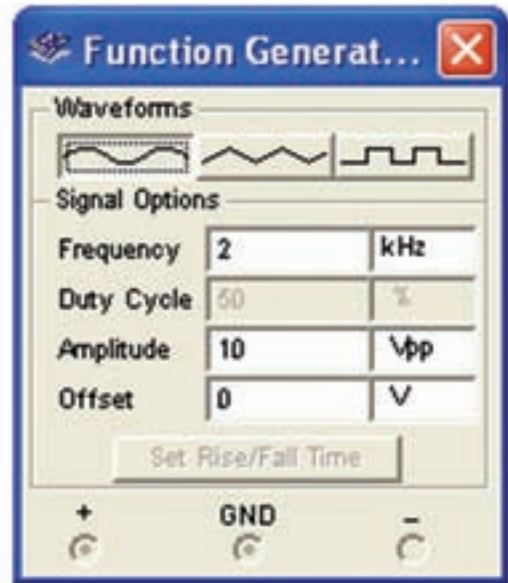 Function Generat...
Waveforms
Signal Options
Frequency 2 kHz
Duty Cycle 50 %
Amplitude 10 Vpp
Offset 0 V
Set Rise/Fall Time
+ GND −